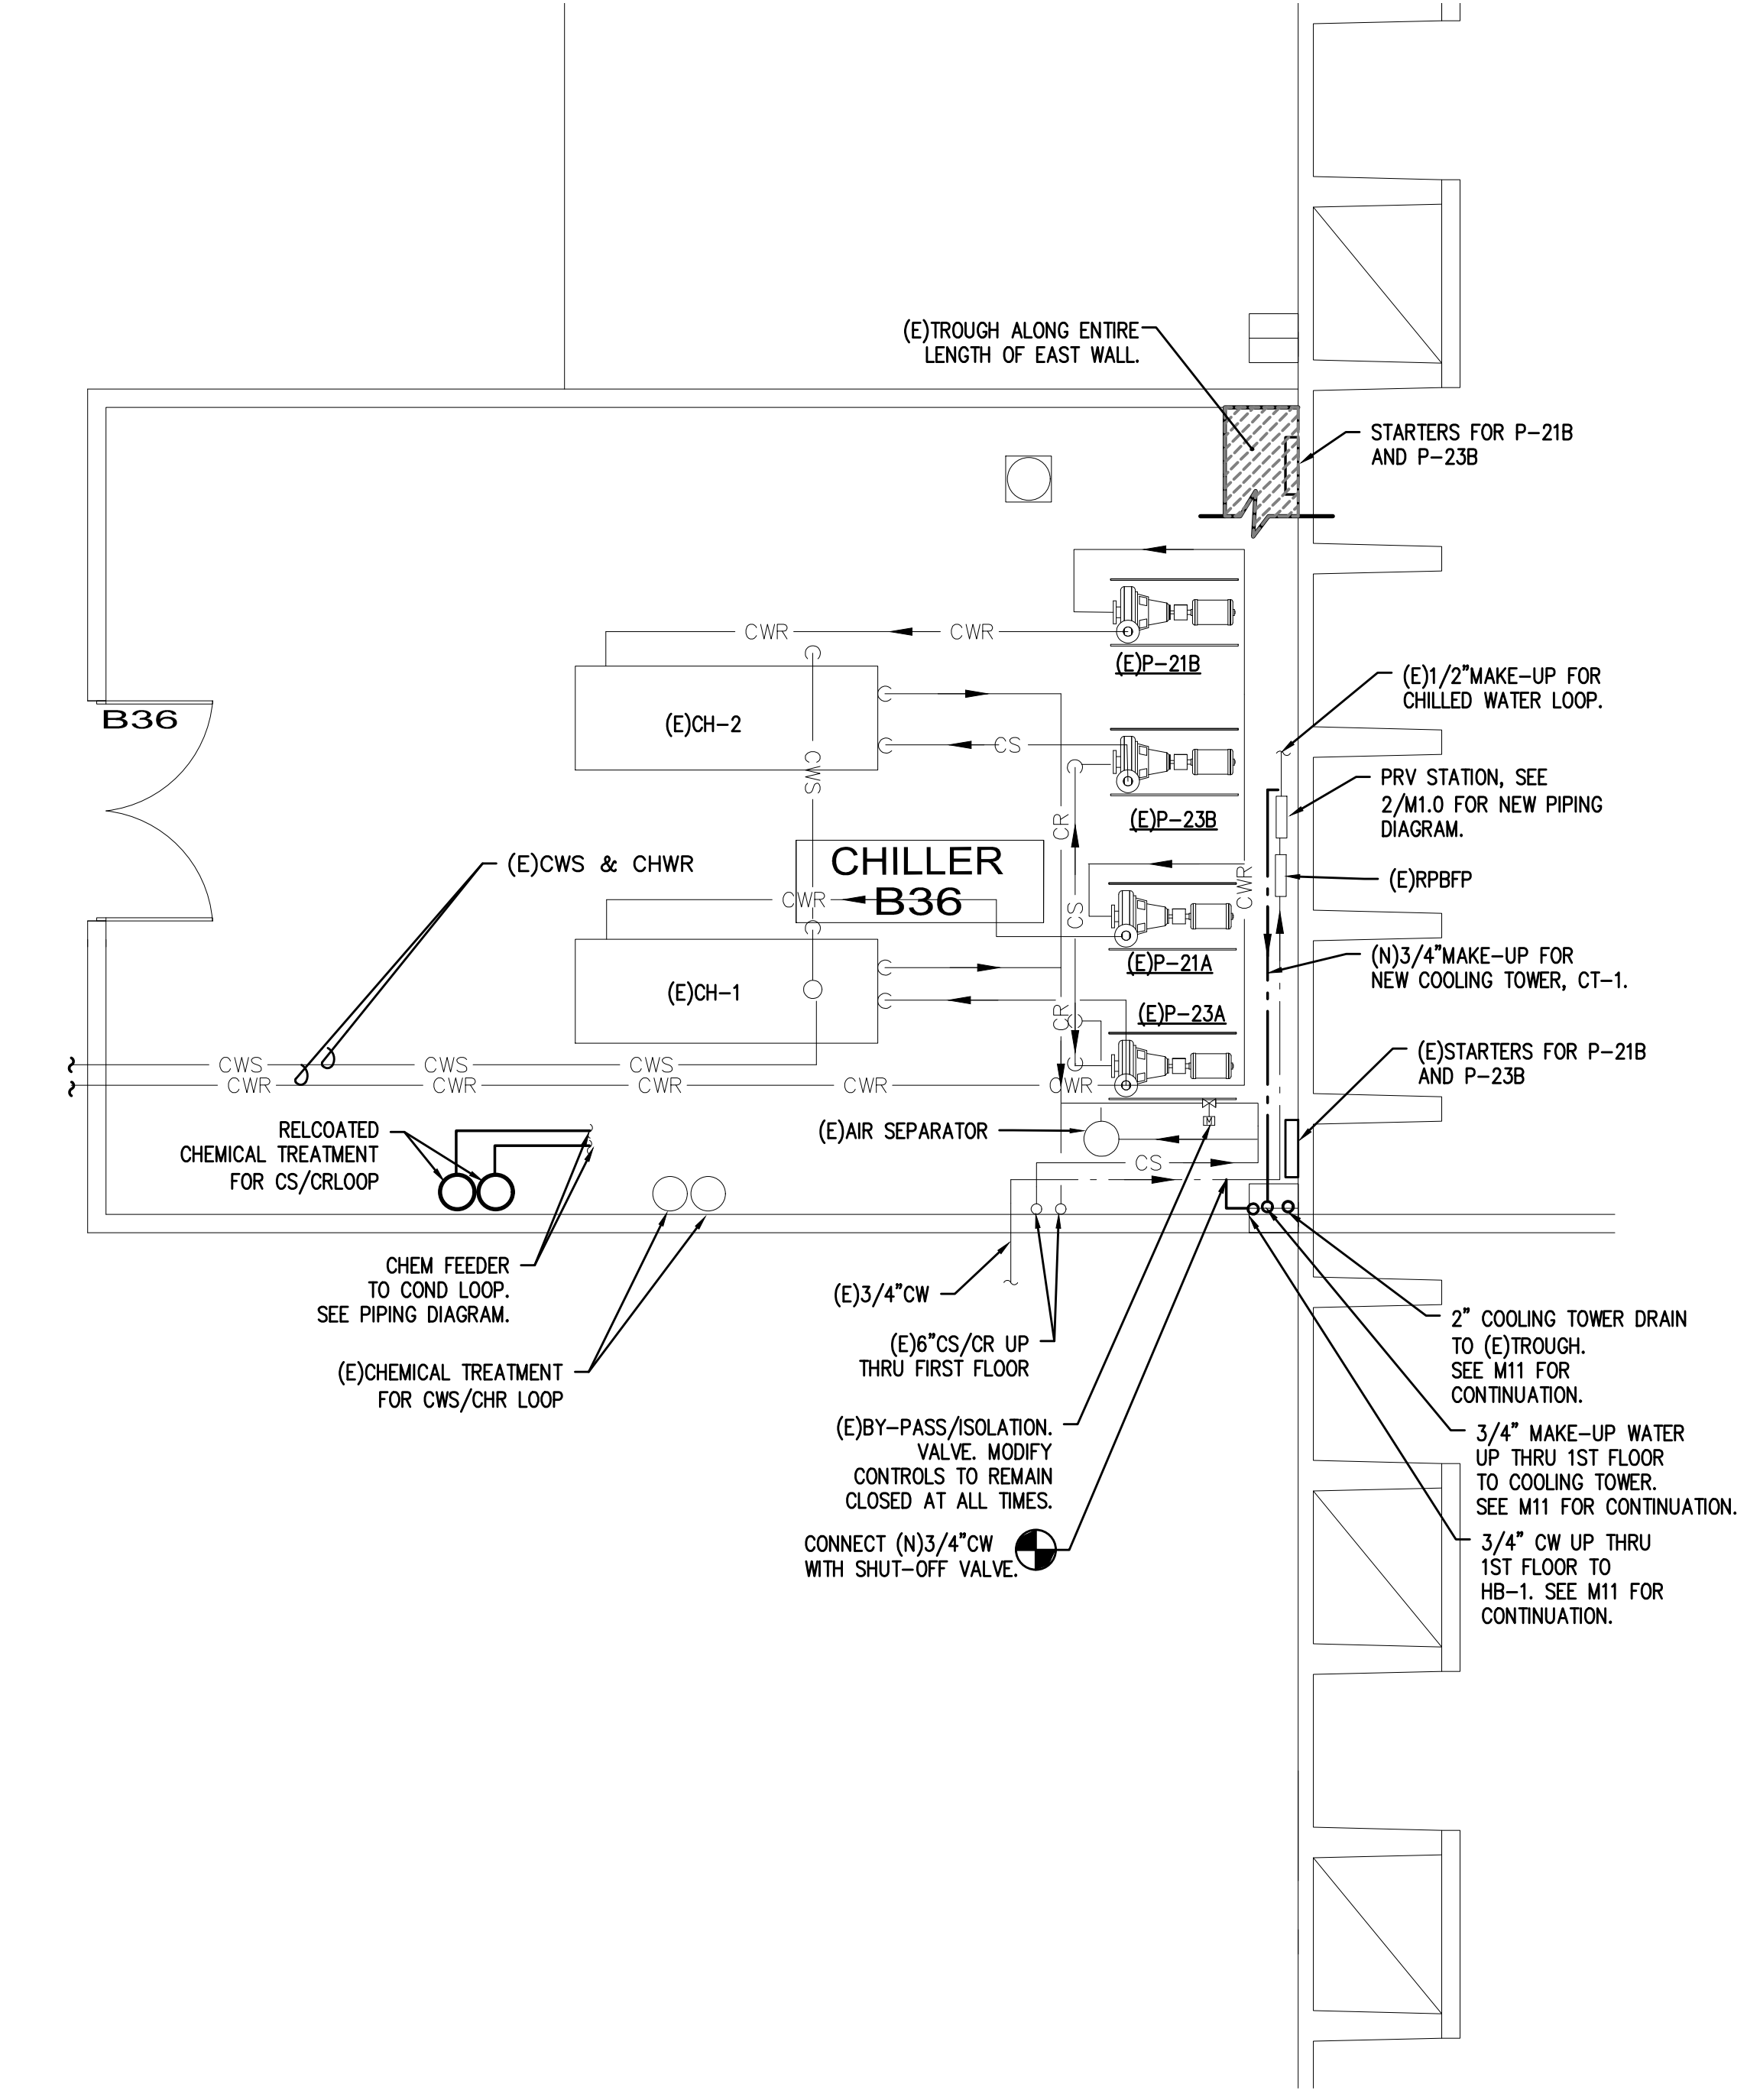 (E)TROUGH ALONG ENTIRE
LENGTH OF EAST WALL.
STARTERS FOR P-21B
AND P-23B
CWR
CWR
(E)P-21B
(E)1/2"MAKE-UP FOR
CHILLED WATER LOOP.
B36
(E)CH-2
CS
CWS
PRV STATION, SEE
2/M1.0 FOR NEW PIPING
DIAGRAM.
(E)P-23B
CR
(E)CWS & CHWR
CHILLER
B36
CWR
CS
CWR
(E)RPBFP
(E)P-21A
(N)3/4"MAKE-UP FOR
NEW COOLING TOWER, CT-1.
(E)CH-1
(E)P-23A
CR
(E)STARTERS FOR P-21B
AND P-23B
CWS
CWS
CWS
CWR
CWR
CWR
CWR
CWR
M
RELCOATED
CHEMICAL TREATMENT
FOR CS/CRLOOP
(E)AIR SEPARATOR
CS
CHEM FEEDER
TO COND LOOP.
SEE PIPING DIAGRAM.
(E)3/4"CW
(E)CHEMICAL TREATMENT
FOR CWS/CHR LOOP
(E)6"CS/CR UP
THRU FIRST FLOOR
2" COOLING TOWER DRAIN
TO (E)TROUGH.
SEE M11 FOR
CONTINUATION.
(E)BY-PASS/ISOLATION.
VALVE. MODIFY
CONTROLS TO REMAIN
CLOSED AT ALL TIMES.
3/4" MAKE-UP WATER
UP THRU 1ST FLOOR
TO COOLING TOWER.
SEE M11 FOR CONTINUATION.
CONNECT (N)3/4"CW
WITH SHUT-OFF VALVE.
3/4" CW UP THRU
1ST FLOOR TO
HB-1. SEE M11 FOR
CONTINUATION.